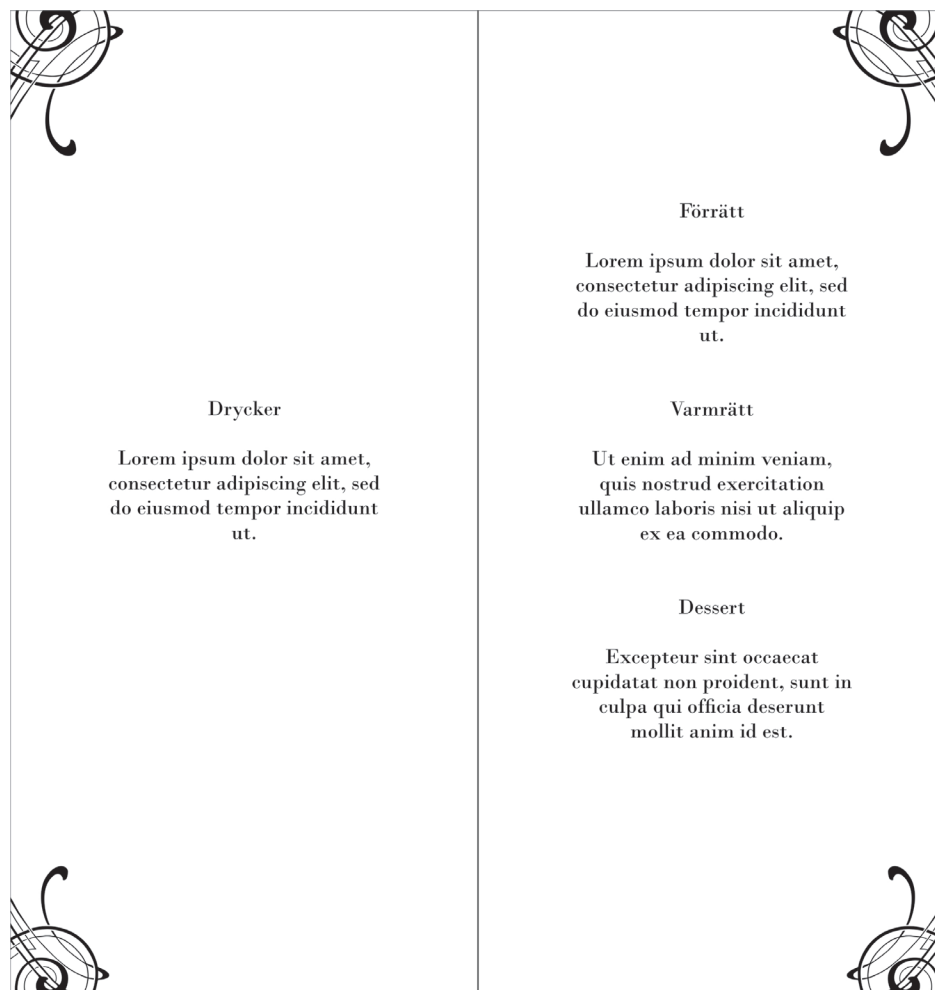 Drycker
Lorem ipsum dolor sit amet,
consectetur adipiscing elit, sed
do eiusmod tempor incididunt
ut.
Förrätt
Lorem ipsum dolor sit amet,
consectetur adipiscing elit, sed
do eiusmod tempor incididunt
ut.
Varmrätt
Ut enim ad minim veniam,
quis nostrud exercitation
ullamco laboris nisi ut aliquip
ex ea commodo.
Dessert
Excepteur sint occaecat
cupidatat non proident, sunt in
culpa qui officia deserunt
mollit anim id est.